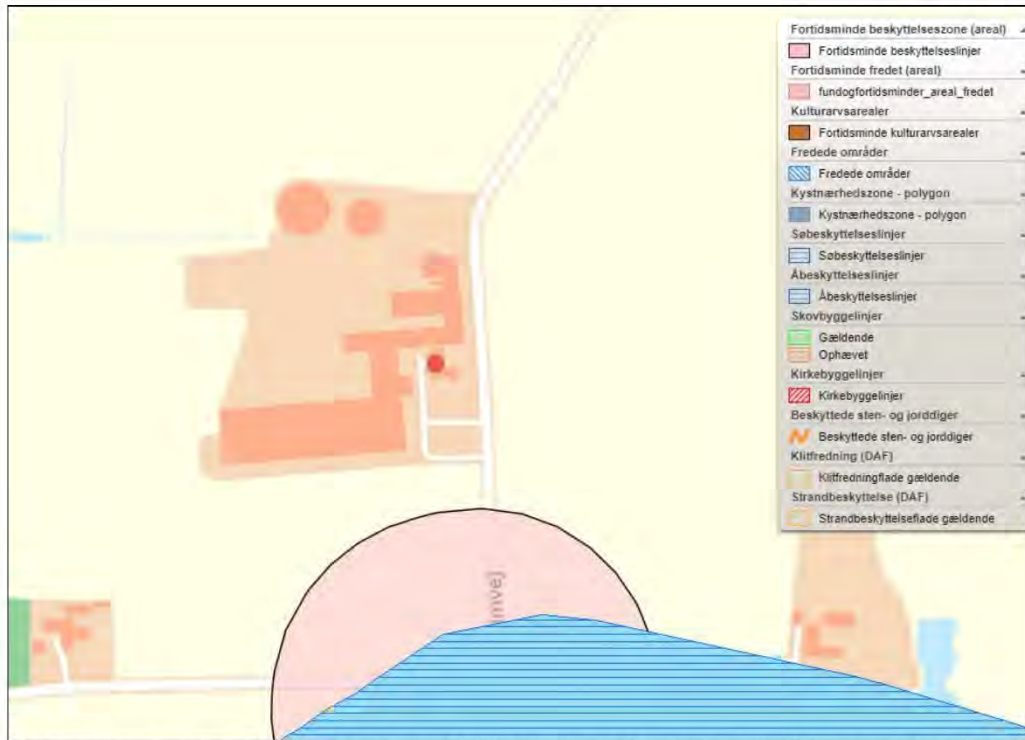 Fortidsminde beskyttelseszone (areal)
Fortidsminde beskyttelseslinjer
Fortidsminde fredet (areal)
fundogfortidsminder_areal_fredet
Kulturarvsarealer
Fortidsminde kulturarvsarealer
Fredede områder
Fredede områder
Kystnærhedszone - polygon
Kystnærhedszone - polygon
Søbeskyttelseslinjer
Søbeskyttelseslinjer
Åbeskyttelseslinjer
Åbeskyttelseslinjer
Skovbyggelinjer
Gældende
Ophævet
Kirkebyggelinjer
Kirkebyggelinjer
Beskyttede sten- og jorddiger
Beskyttede sten- og jorddiger
Klitfredning (DAF)
Klitfredningflade gældende
Strandbeskyttelse (DAF)
Strandbeskyttelseflade gældende
mvej